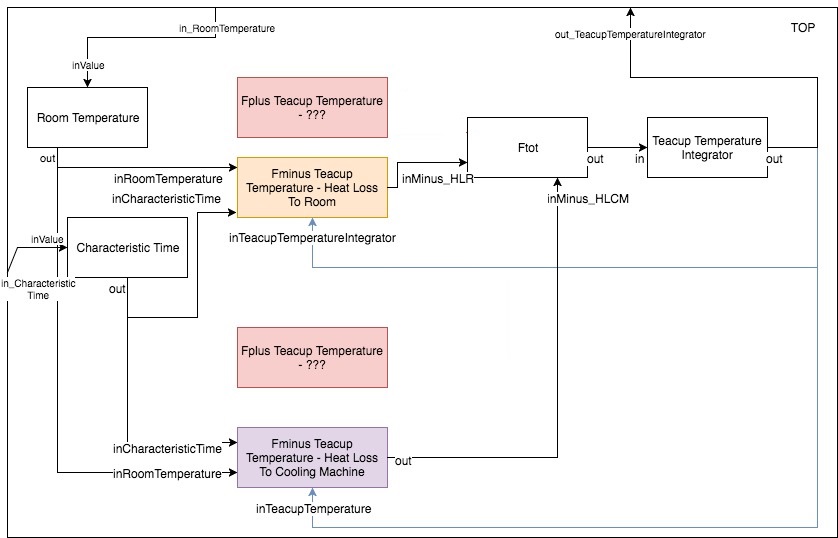 in_RoomTemperature
out_TeacupTemperatureIntegrator
TOP
inValue
Room Temperature
Fplus Teacup Temperature
- ???
Ftot
Teacup Temperature
Integrator
out
inRoomTemperature
inCharacteristicTime
Fminus Teacup
Temperature - Heat Loss
To Room
inMinus_HLR
out
in
out
inMinus_HLCM
inValue
Characteristic Time
inTeacupTemperatureIntegrator
in_Characteristic
Time
out
Fplus Teacup Temperature
- ???
inCharacteristicTime
inRoomTemperature
Fminus Teacup
Temperature - Heat Loss
To Cooling Machine
out
inTeacupTemperature